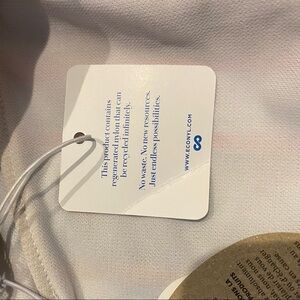 This product contains
regenerated nylon that can
be recycled infinitely.
No waste. No new resources.
Just endless possibilities.
WWW.ECONYL.COM
PRODUITS